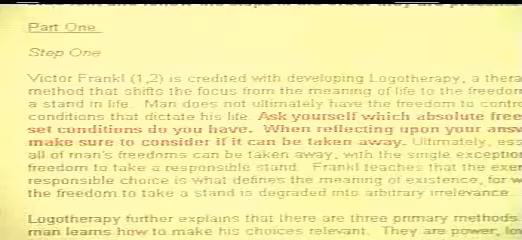 Part One
Step One
Victor Frankl (1,2) is credited with developing Logotherapy, a thera
method that shifts the focus from the meaning of life to the freedom
a stand in life. Man does not ultimately have the freedom to contro
conditions that dictate his life. Ask yourself which absolute free
set conditions do you have. When reflecting upon your answ
make sure to consider if it can be taken away. Ultimately, ess
all of man's freedoms can be taken away, with the single exception
freedom to take a responsible stand. Frankl teaches that the exer
responsible choice is what defines the meaning of existence, for w
the freedom to take a stand is degraded into arbitrary irrelevance.
Logotherapy further explains that there are three primary methods
man learns how to make his choices relevant. They are power, lo